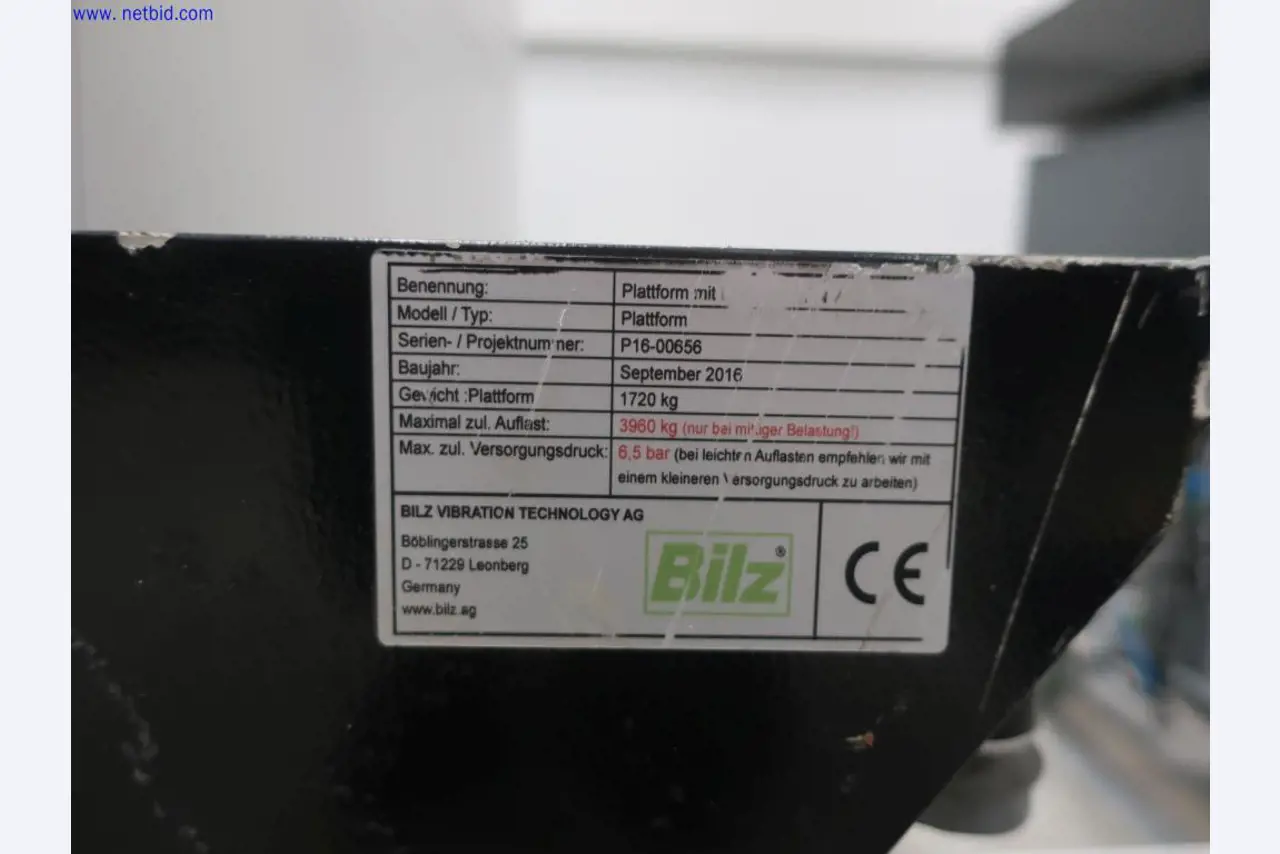 www.netbid.com
Benennung: Plattform mit
Modell / Typ: Plattform
Serien- / Projektnummer: P16-00656
Baujahr: September 2016
Gewicht :Plattform 1720 kg
Maximal zul. Auflast: 3960 kg (nur bei mittiger Belastung!)
Max. zul. Versorgungsdruck: 6,5 bar (bei leichten Auflasten empfehlen wir mit
einem kleineren Versorgungsdruck zu arbeiten)
BILZ VIBRATION TECHNOLOGY AG
Böblingerstrasse 25
D - 71229 Leonberg
Germany
www.bilz.ag
Bilz®
CE